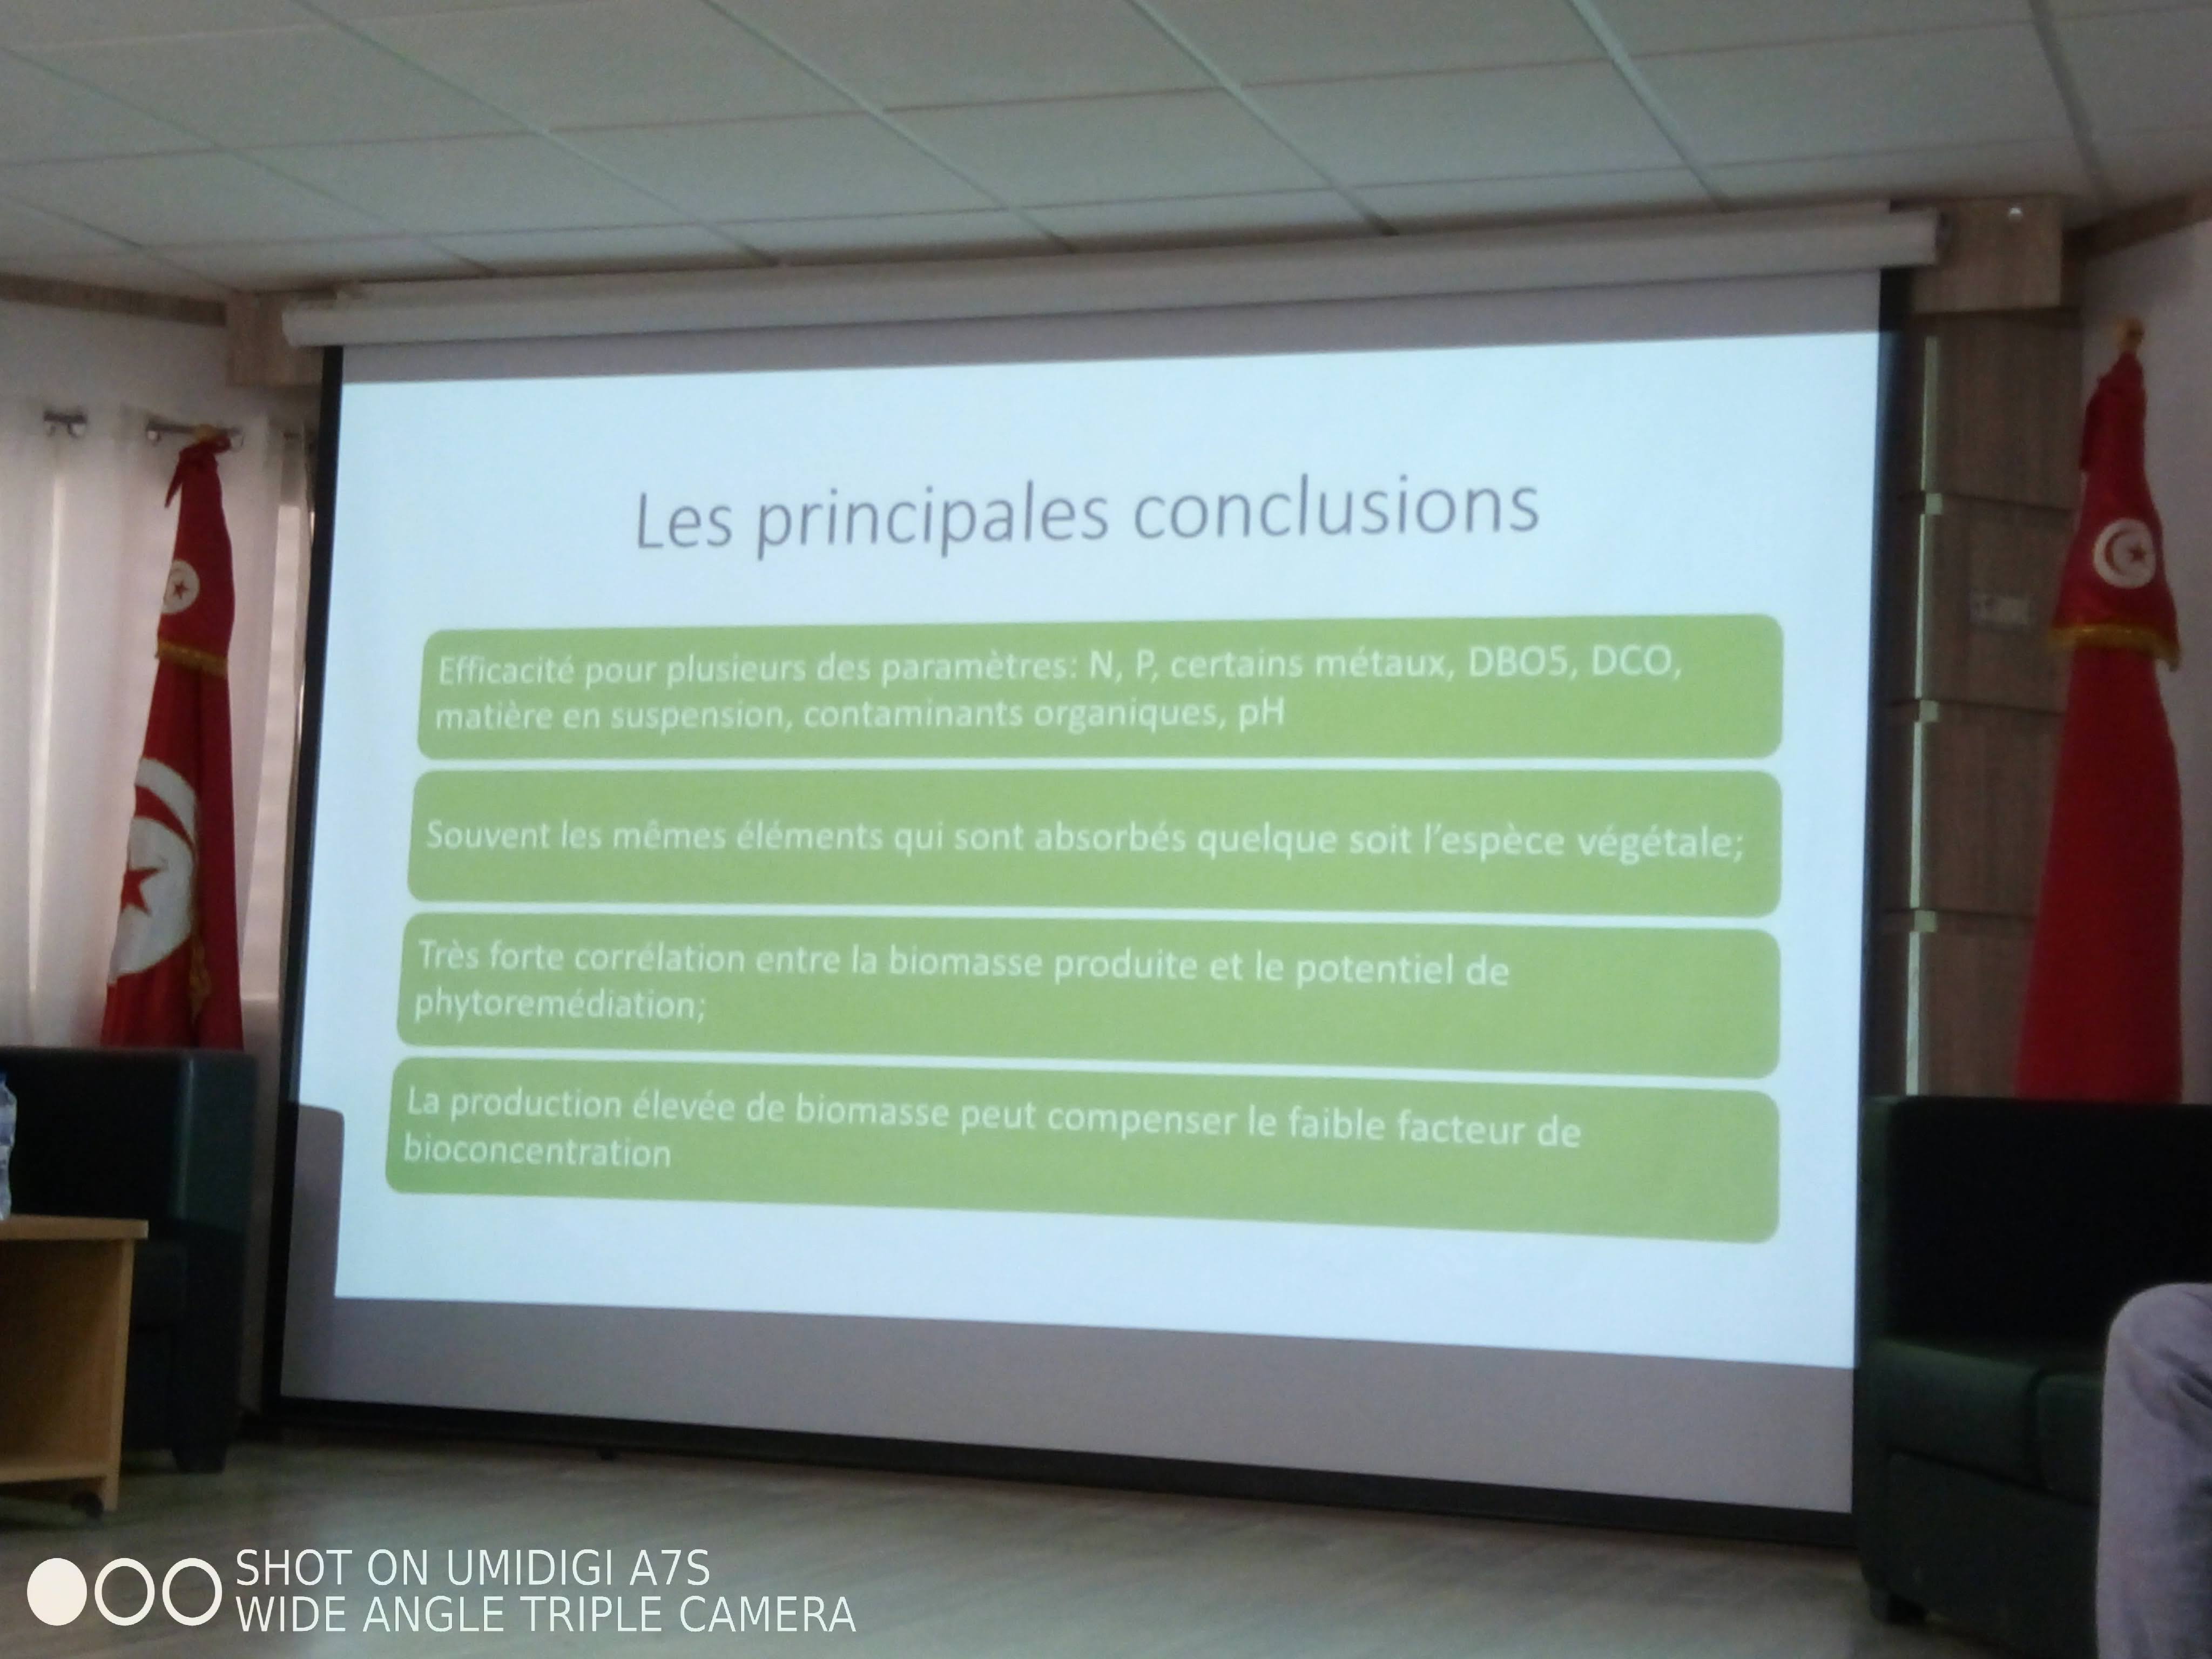 Les principales conclusions
Efficacité pour plusieurs des paramètres: N, P, certains métaux, DBO5, DCO,
matière en suspension, contaminants organiques, pH
Souvent les mêmes éléments qui sont absorbés quelque soit l'espèce végétale;
Très forte corrélation entre la biomasse produite et le potentiel de
phytoremédiation;
La production élevée de biomasse peut compenser le faible facteur de
bioconcentration
SHOT ON UMIDIGI A7S
WIDE ANGLE TRIPLE CAMERA